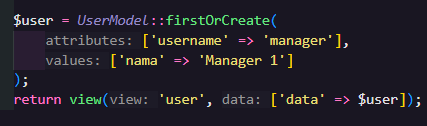 $user = UserModel::firstOrCreate(
attributes: ['username' => 'manager'],
values: ['nama' => 'Manager 1']
);
return view(view: 'user', data: ['data' => $user]);